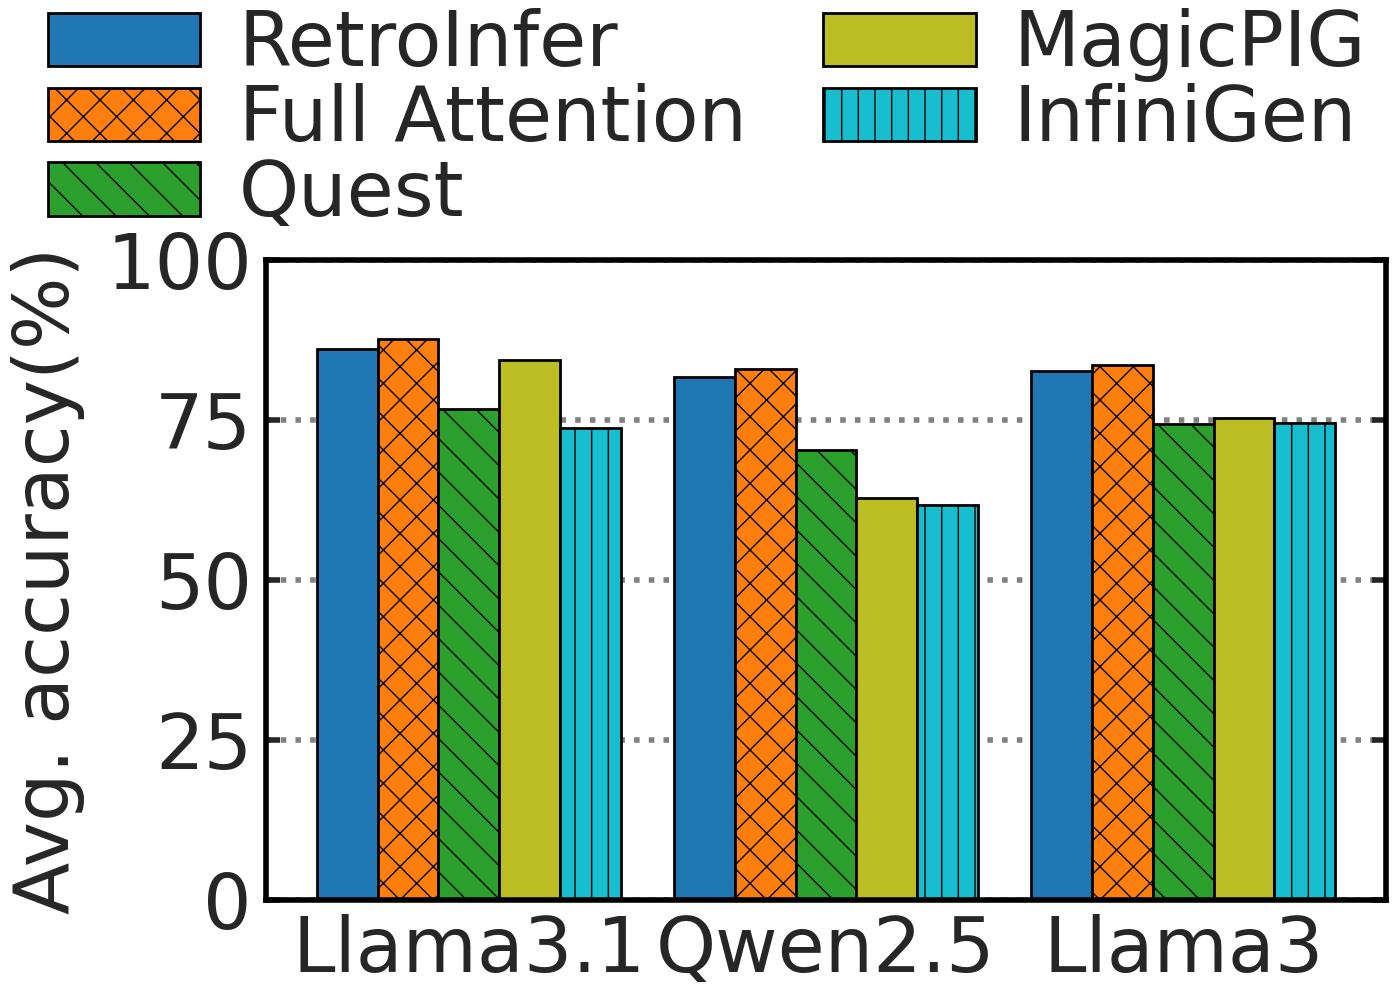 RetroInfer
MagicPIG
Full Attention
InfiniGen
Quest
Avg. accuracy(%)
100
75
50
25
0
Llama3.1 Qwen2.5 Llama3